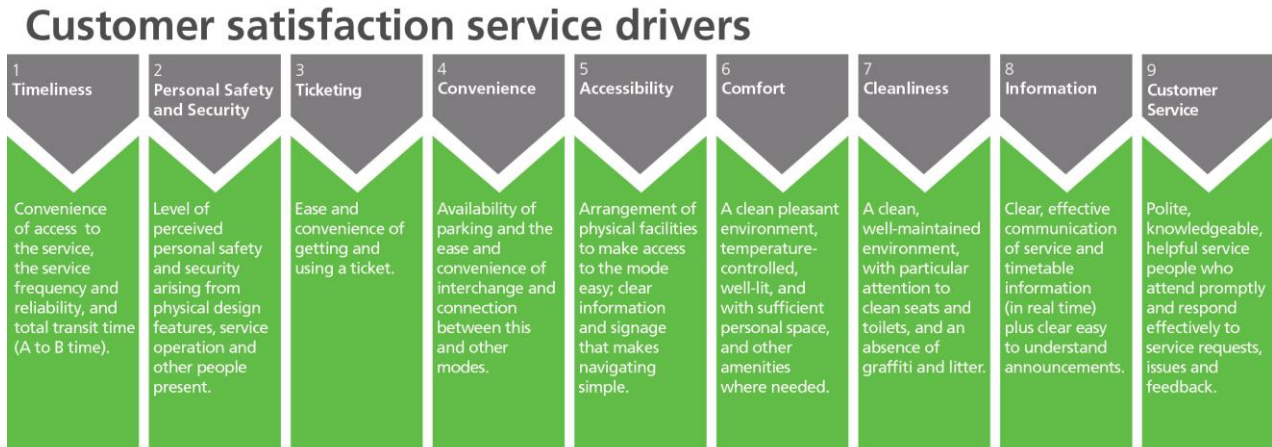 Customer satisfaction service drivers
1
Timeliness
Convenience
of access to
the service,
the service
frequency and
reliability, and
total transit time
(A to B time).
2
Personal Safety
and Security
Level of
perceived
personal safety
and security
arising from
physical design
features, service
operation and
other people
present.
3
Ticketing
Ease and
convenience of
getting and
using a ticket.
4
Convenience
Availability of
parking and the
ease and
convenience of
interchange and
connection
between this
and other
modes.
5
Accessibility
Arrangement of
physical facilities
to make access
to the mode
easy; clear
information
and signage
that makes
navigating
simple.
6
Comfort
A clean pleasant
environment,
temperature-
controlled,
well-lit, and
with sufficient
personal space,
and other
amenities
where needed.
7
Cleanliness
A clean,
well-maintained
environment,
with particular
attention to
clean seats and
toilets, and an
absence of
graffiti and litter.
8
Information
Clear, effective
communication
of service and
timetable
information
(in real time)
plus clear easy
to understand
announcements.
9
Customer
Service
Polite,
knowledgeable,
helpful service
people who
attend promptly
and respond
effectively to
service requests,
issues and
feedback.